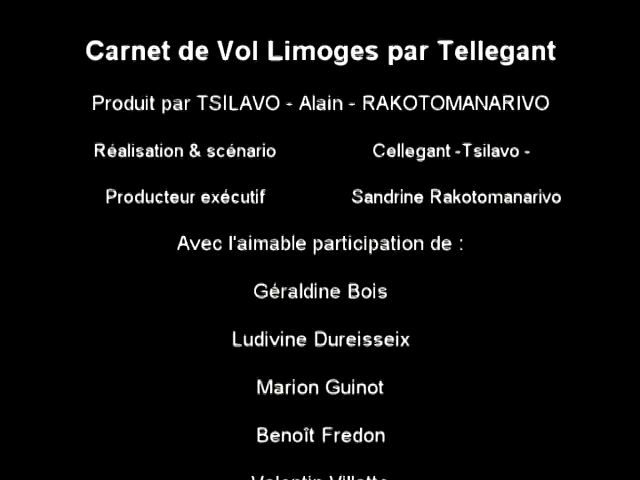 Carnet de Vol Limoges par Tellegant
Produit par TSILAVO - Alain - RAKOTOMANARIVO
Réalisation & scénario Cellegant -Tsilavo -
Producteur exécutif Sandrine Rakotomanarivo
Avec l'aimable participation de :
Géraldine Bois
Ludivine Dureisseix
Marion Guinot
Benoît Fredon
Valentin